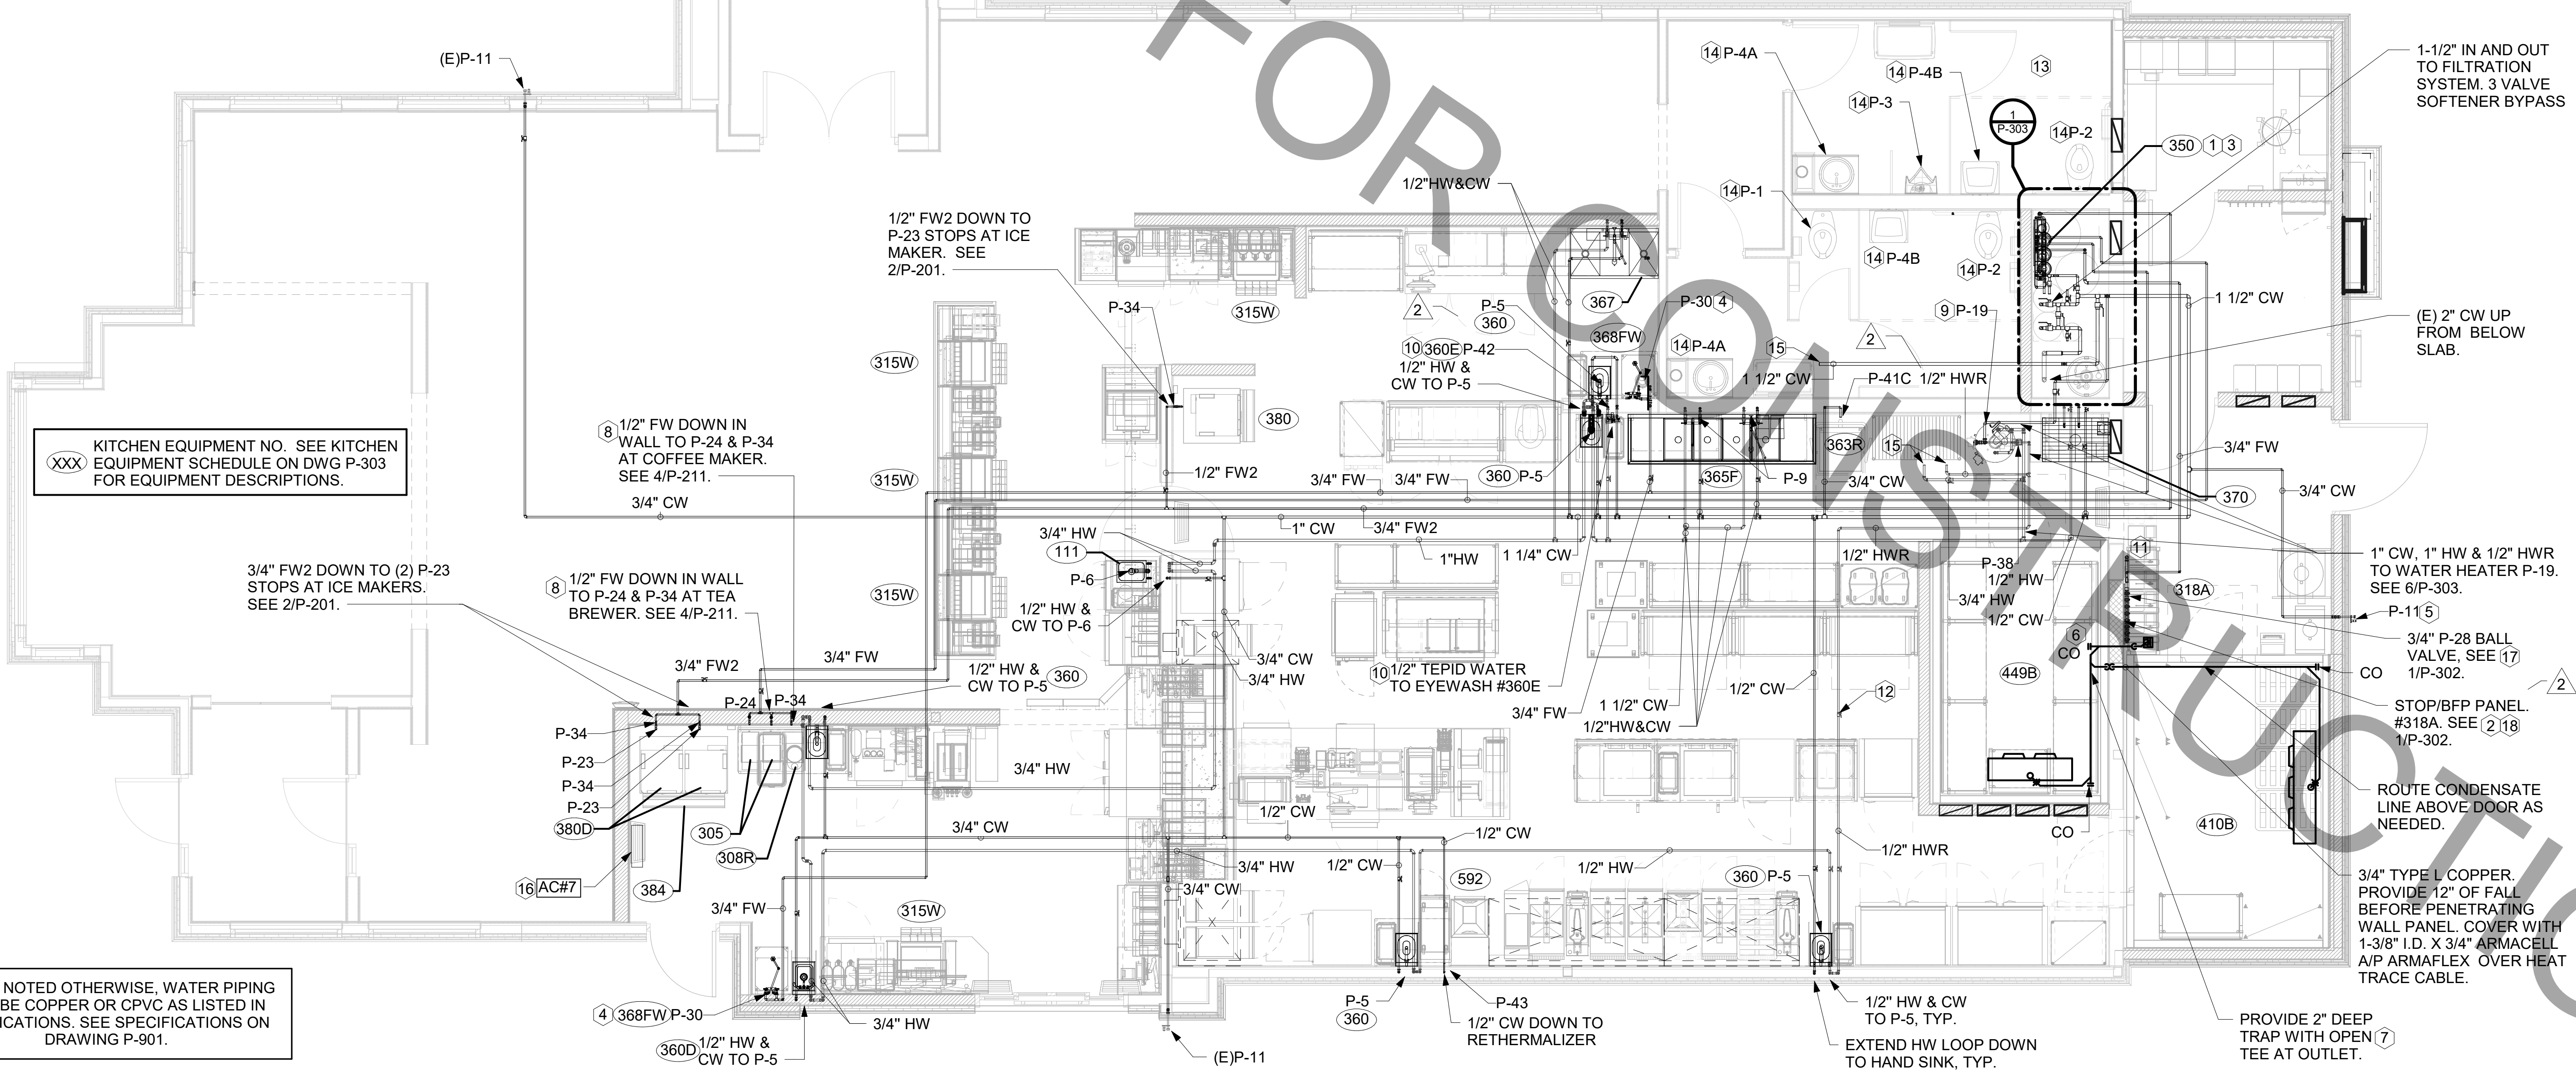 FOR CONSTRUCTIO
(E)P-11
14 P-4A
14 P-4B
13
14 P-3
1
P-303
14 P-2
350 1 3
1-1/2" IN AND OUT
TO FILTRATION
SYSTEM. 3 VALVE
SOFTENER BYPASS
14 P-1
14 P-4B
14 P-2
1/2"HW&CW
1/2" FW2 DOWN TO
P-23 STOPS AT ICE
MAKER. SEE
2/P-201.
P-34
315W
2
P-5
360
367
P-30 4
368FW
9 P-19
2
1 1/2" CW
(E) 2" CW UP
FROM BELOW
SLAB.
10 360E P-42
1/2" HW &
CW TO P-5
14 P-4A
15
1 1/2" CW
1/2" HWR
P-41C
315W
380
8 1/2" FW DOWN IN
WALL TO P-24 & P-34
AT COFFEE MAKER.
SEE 4/P-211.
XXX
KITCHEN EQUIPMENT NO. SEE KITCHEN
EQUIPMENT SCHEDULE ON DWG P-303
FOR EQUIPMENT DESCRIPTIONS.
315W
1/2" FW2
3/4" FW
3/4" FW
360 P-5
365F
P-9
363R
15
3/4" CW
3/4" FW
370
3/4" CW
3/4" CW
1" CW
3/4" FW2
3/4" HW
111
P-6
1"HW
1 1/4" CW
1/2" HWR
P-38
1/2" HW
3/4" HW
1/2" CW
11
318A
1" CW, 1" HW & 1/2" HWR
TO WATER HEATER P-19.
SEE 6/P-303.
P-11 5
3/4" P-28 BALL
VALVE, SEE 17
1/P-302.
3/4" FW2 DOWN TO (2) P-23
STOPS AT ICE MAKERS.
SEE 2/P-201.
8 1/2" FW DOWN IN WALL
TO P-24 & P-34 AT TEA
BREWER. SEE 4/P-211.
315W
1/2" HW &
CW TO P-6
3/4" CW
3/4" HW
10 1/2" TEPID WATER
TO EYEWASH #360E
6
CO
449B
CO
2
STOP/BFP PANEL.
#318A. SEE 2 18
1/P-302.
3/4" FW2
3/4" FW
1/2" HW &
CW TO P-5
360
P-24
P-34
3/4" FW
1 1/2" CW
1/2"HW&CW
1/2" CW
12
P-34
P-23
P-34
P-23
380D
305
308R
3/4" HW
3/4" CW
1/2" CW
1/2" CW
CO
410B
ROUTE CONDENSATE
LINE ABOVE DOOR AS
NEEDED.
16 AC#7
384
3/4" FW
315W
3/4" HW
3/4" CW
1/2" CW
592
1/2" HW
360 P-5
1/2" HWR
3/4" TYPE L COPPER.
PROVIDE 12" OF FALL
BEFORE PENETRATING
WALL PANEL. COVER WITH
1-3/8" I.D. X 3/4" ARMACELL
A/P ARMAFLEX OVER HEAT
TRACE CABLE.
NOTED OTHERWISE, WATER PIPING
BE COPPER OR CPVC AS LISTED IN
ICATIONS. SEE SPECIFICATIONS ON
DRAWING P-901.
4 368FW P-30
3/4" HW
360D 1/2" HW &
CW TO P-5
(E)P-11
P-5
360
P-43
1/2" CW DOWN TO
RETHERMALIZER
1/2" HW & CW
TO P-5, TYP.
EXTEND HW LOOP DOWN
TO HAND SINK, TYP.
PROVIDE 2" DEEP
TRAP WITH OPEN 7
TEE AT OUTLET.